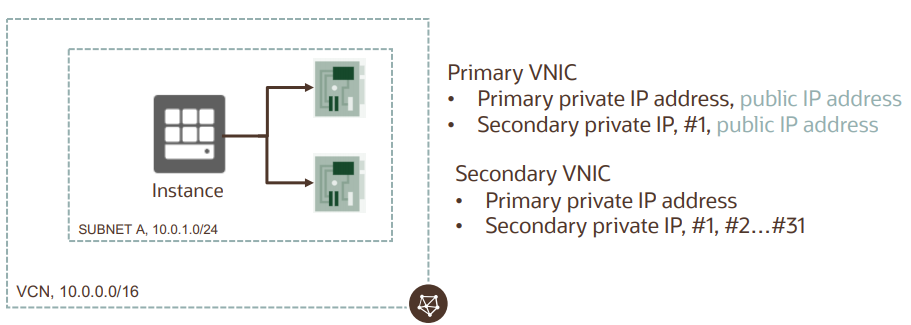 Primary VNIC
• Primary private IP address, public IP address
• Secondary private IP, #1, public IP address
Secondary VNIC
• Primary private IP address
• Secondary private IP, #1, #2…#31
Instance
SUBNET A, 10.0.1.0/24
VCN, 10.0.0.0/16